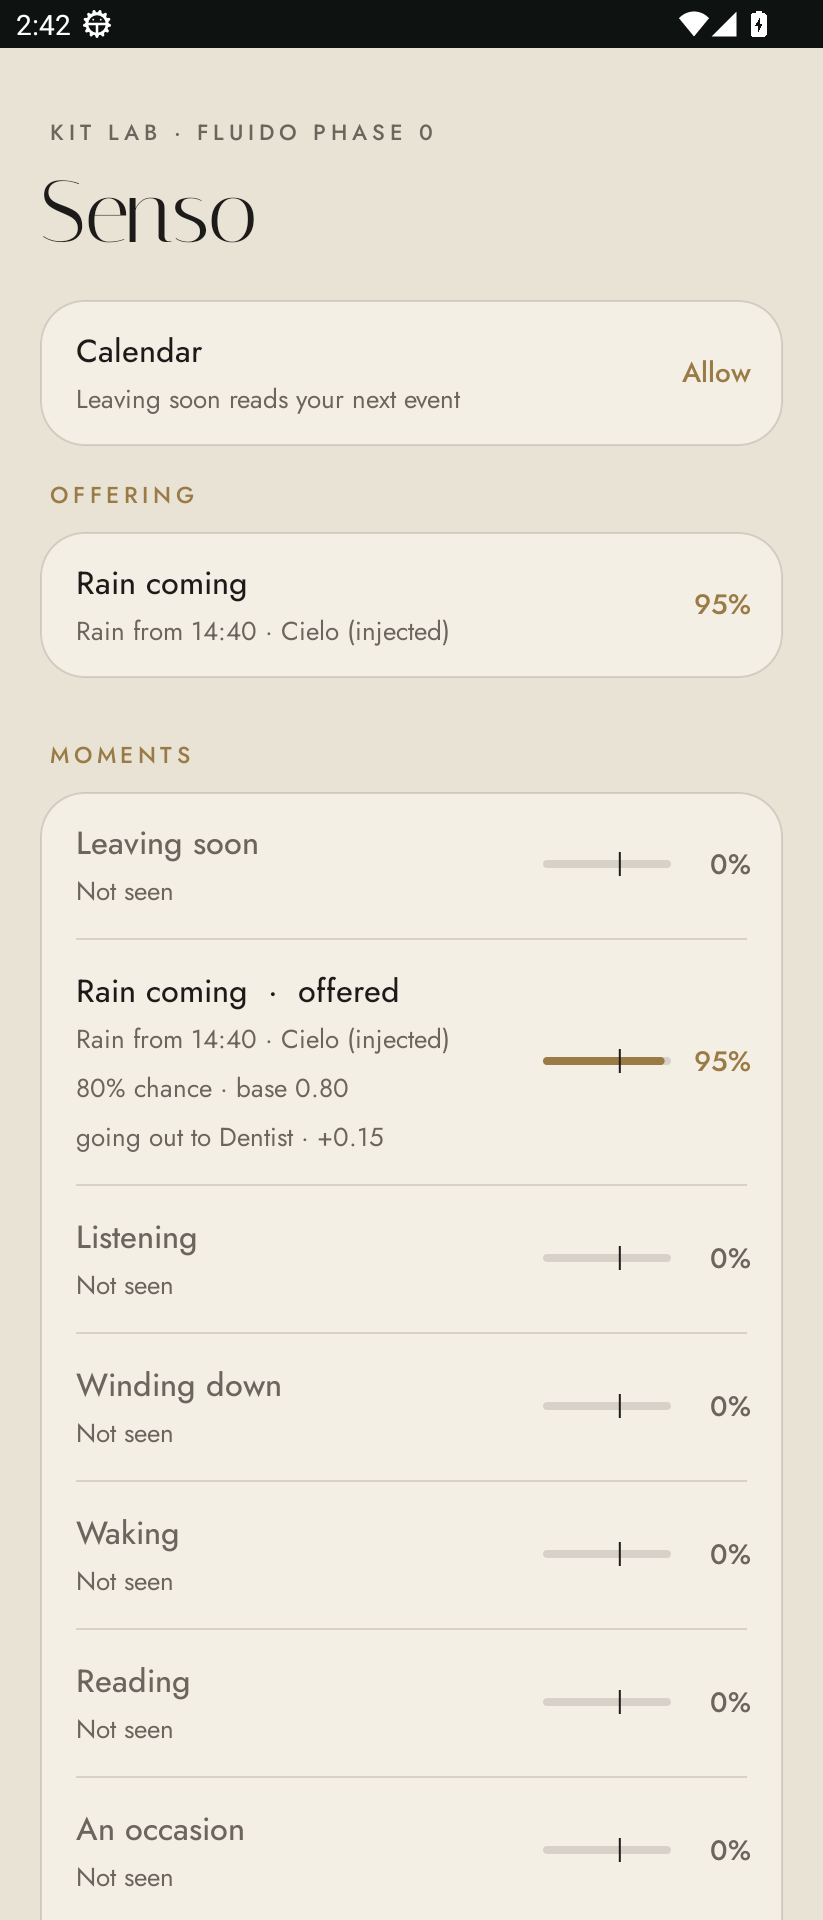 2:42
KIT LAB · FLUIDO PHASE 0
Senso
Calendar
Leaving soon reads your next event
Allow
OFFERING
Rain coming
Rain from 14:40 · Cielo (injected)
95%
MOMENTS
Leaving soon
Not seen
0%
Rain coming · offered
Rain from 14:40 · Cielo (injected)
80% chance · base 0.80
going out to Dentist · +0.15
95%
Listening
Not seen
0%
Winding down
Not seen
0%
Waking
Not seen
0%
Reading
Not seen
0%
An occasion
Not seen
0%